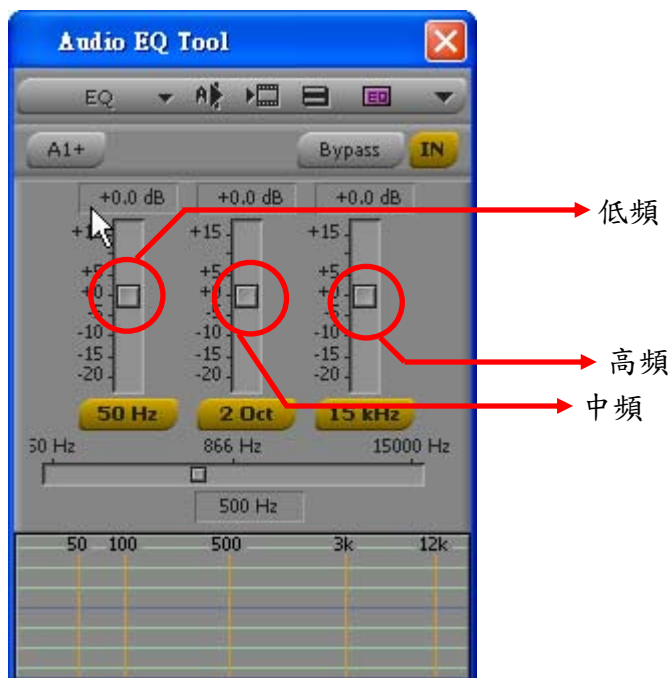 Audio EQ Tool
EQ
A1+ Bypass IN
+0.0 dB +0.0 dB +0.0 dB
低頻
+15 +15
+5 +5
+0 +0 +0
-5 -5 -5
-10 -10 -10
-15 -15 -15
-20 -20 -20
高頻
中頻
50 Hz 2 Oct 15 kHz
50 Hz 866 Hz 15000 Hz
500 Hz
50 100 500 3k 12k